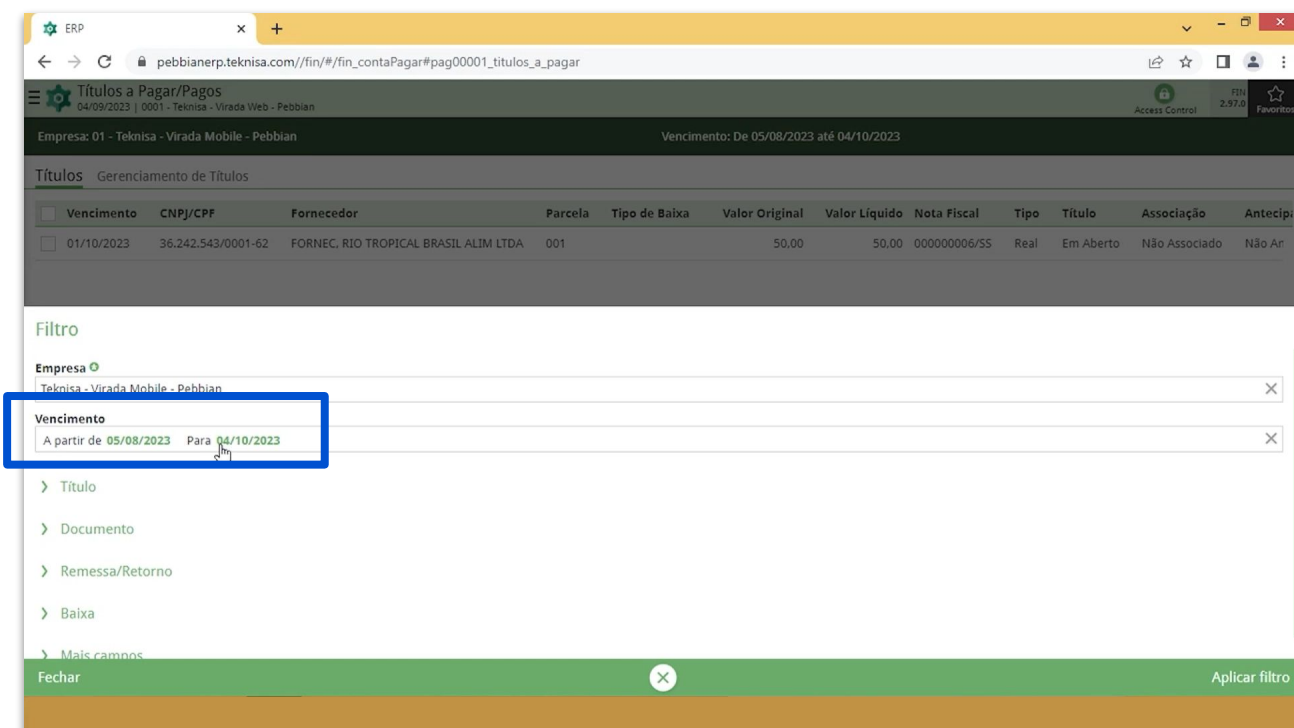 ERP
pebbianerp.teknisa.com//fin/#/fin_contaPagar#pag00001_titulos_a_pagar
Títulos a Pagar/Pagos
04/09/2023 | 0001 - Teknisa - Virada Web - Pebbian
Access Control
FIN
2.97.0
Favoritos
Empresa: 01 - Teknisa - Virada Mobile - Pebbian Vencimento: De 05/08/2023 até 04/10/2023
Títulos Gerenciamento de Títulos
Vencimento CNPJ/CPF Fornecedor Parcela Tipo de Baixa Valor Original Valor Líquido Nota Fiscal Tipo Título Associação Antecipa
01/10/2023 36.242.543/0001-62 FORNEC. RIO TROPICAL BRASIL ALIM LTDA 001 50,00 50,00 000000006/SS Real Em Aberto Não Associado Não An
Filtro
Empresa
Teknisa - Virada Mobile - Pebbian
Vencimento
A partir de 05/08/2023 Para 04/10/2023
Título
Documento
Remessa/Retorno
Baixa
Mais campos
Fechar Aplicar filtro